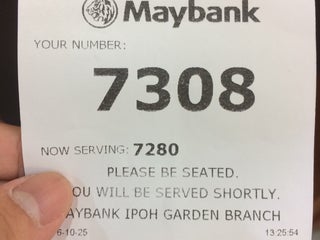 Maybank
YOUR NUMBER:
7308
NOW SERVING: 7280
PLEASE BE SEATED.
OU WILL BE SERVED SHORTLY.
AYBANK IPOH GARDEN BRANCH
6-10-25 13:25:54